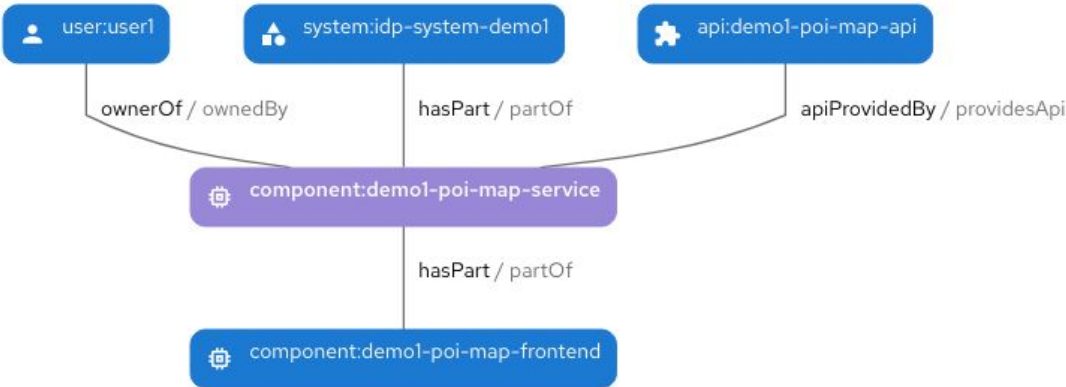 user:user1
system:idp-system-demo1
api:demo1-poi-map-api
ownerOf / ownedBy
hasPart / partOf
apiProvidedBy / providesApi
component:demo1-poi-map-service
hasPart / partOf
component:demo1-poi-map-frontend